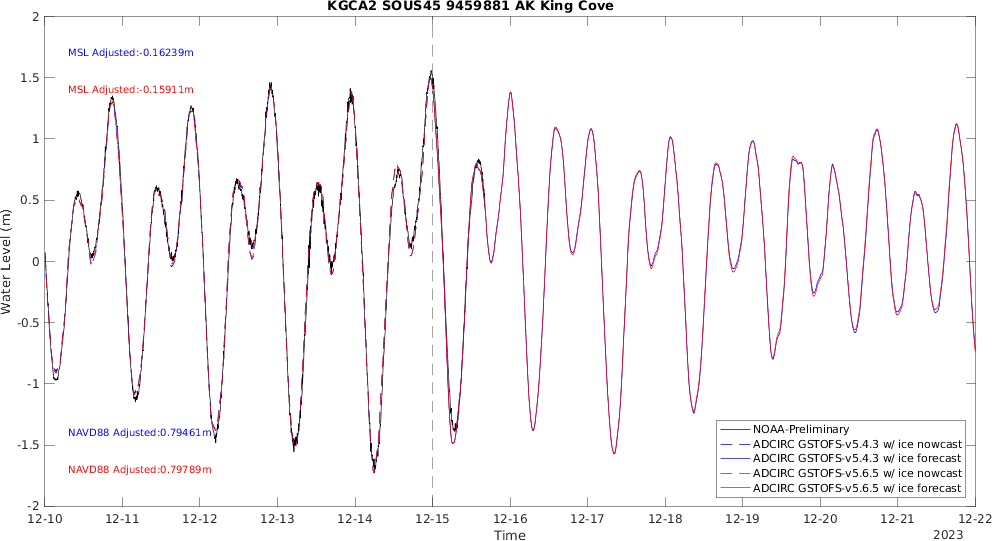 KGCA2 SOUS45 9459881 AK King Cove
MSL Adjusted:-0.16239m
MSL Adjusted:-0.15911m
NAVD88 Adjusted:0.79461m
NAVD88 Adjusted:0.79789m
Water Level (m)
2
1.5
1
0.5
0
-0.5
-1
-1.5
-2
NOAA-Preliminary
ADCIRC GSTOFS-v5.4.3 w/ ice nowcast
ADCIRC GSTOFS-v5.4.3 w/ ice forecast
ADCIRC GSTOFS-v5.6.5 w/ ice nowcast
ADCIRC GSTOFS-v5.6.5 w/ ice forecast
12-10 12-11 12-12 12-13 12-14 12-15 12-16 12-17 12-18 12-19 12-20 12-21 12-22
Time
2023